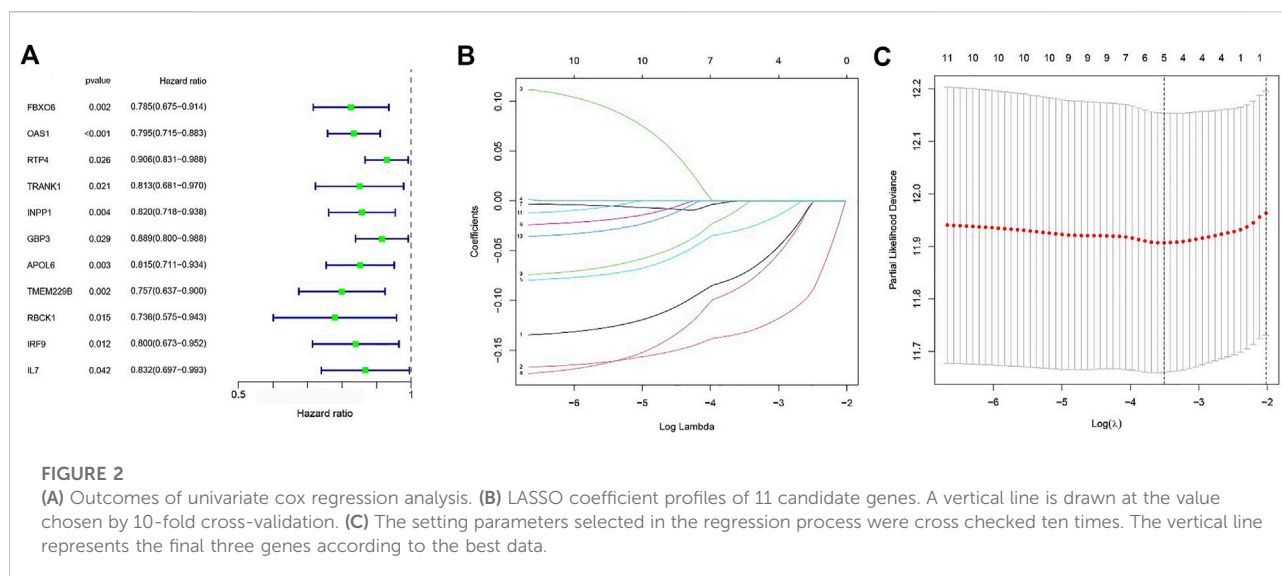 A
pvalue Hazard ratio
FBXO6 0.002 0.785(0.675−0.914)
OAS1 <0.001 0.795(0.715−0.883)
RTP4 0.026 0.906(0.831−0.988)
TRANK1 0.021 0.813(0.681−0.970)
INPP1 0.004 0.820(0.718−0.938)
GBP3 0.029 0.889(0.800−0.988)
APOL6 0.003 0.815(0.711−0.934)
TMEM229B 0.002 0.757(0.637−0.900)
RBCK1 0.015 0.736(0.575−0.943)
IRF9 0.012 0.800(0.673−0.952)
IL7 0.042 0.832(0.697−0.993)
0.5 1
Hazard ratio
B
10 10 7 4 0
0.10
0.05
0.00
−0.05
−0.10
−0.15
Coefficients
3
7
11
6
10
9
1
2
−6 −5 −4 −3 −2
Log Lambda
C
11 10 10 10 10 10 9 9 9 7 6 5 4 4 4 1 1
12.2
12.1
12.0
11.9
11.8
11.7
Partial Likelihood Deviance
−6 −5 −4 −3 −2
Log(λ)
FIGURE 2
(A) Outcomes of univariate cox regression analysis. (B) LASSO coefficient profiles of 11 candidate genes. A vertical line is drawn at the value
chosen by 10-fold cross-validation. (C) The setting parameters selected in the regression process were cross checked ten times. The vertical line
represents the final three genes according to the best data.